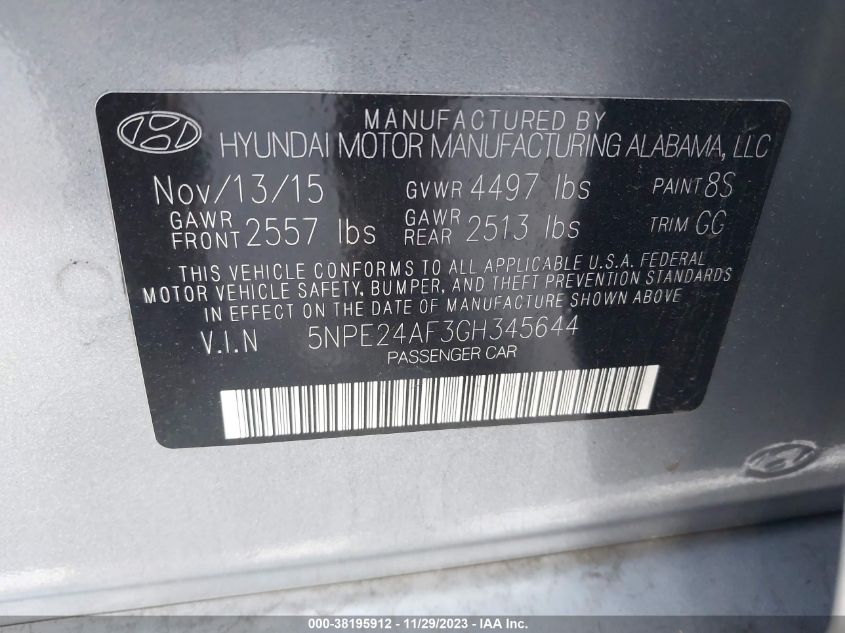 MANUFACTURED BY
HYUNDAI MOTOR MANUFACTURING ALABAMA, LLC
Nov/13/15 GVWR 4497 lbs PAINT 8S
GAWR FRONT 2557 lbs GAWR REAR 2513 lbs TRIM GG
THIS VEHICLE CONFORMS TO ALL APPLICABLE U.S.A. FEDERAL
MOTOR VEHICLE SAFETY, BUMPER, AND THEFT PREVENTION STANDARDS
IN EFFECT ON THE DATE OF MANUFACTURE SHOWN ABOVE
V.I.N 5NPE24AF3GH345644
PASSENGER CAR
000-38195912 - 11/29/2023 - IAA Inc.